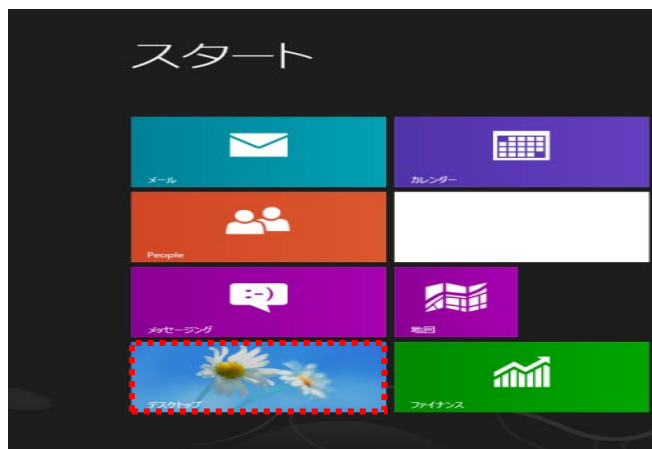 スタート
メール
カレンダー
People
メッセージング
地図
デスクトップ
ファイナンス